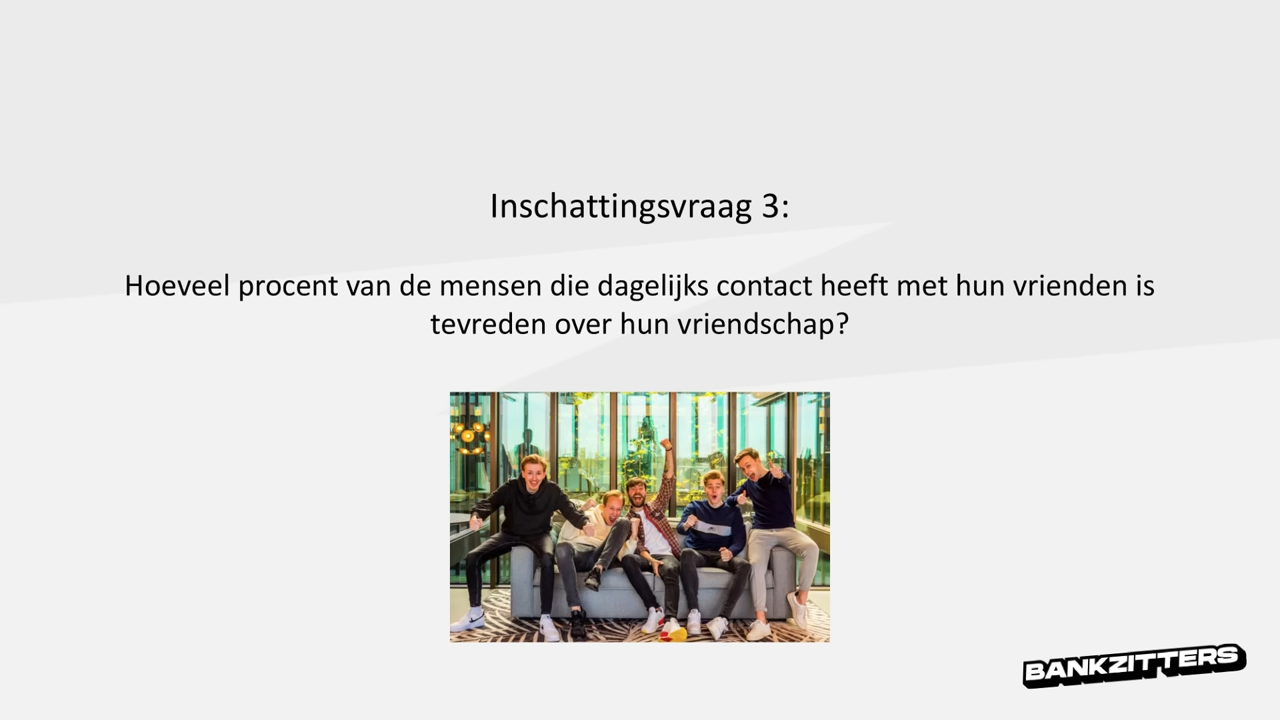 Inschattingsvraag 3:
Hoeveel procent van de mensen die dagelijks contact heeft met hun vrienden is
tevreden over hun vriendschap?
BANKZITTERS